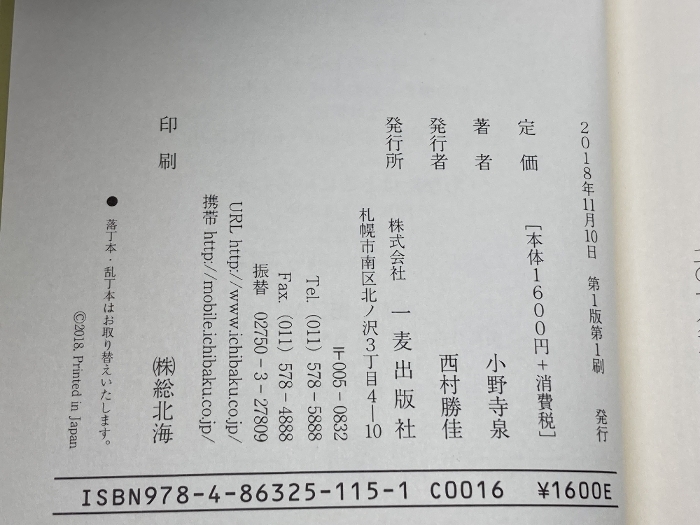 2018年11月10日 第1版第1刷 発行
定 価 [本体1600円＋消費税]
著 者 小野寺泉
発行者 西村勝佳
発行所 株式会社 一麦出版社
札幌市南区北ノ沢3丁目4—10
〒005-0832
Tel. (011) 578-5888
Fax. (011) 578-4888
振替 02750-3-27809
URL http://www.ichibaku.co.jp/
携帯 http://mobile.ichibaku.co.jp/
印 刷 ㈱総北海
● 落丁本・乱丁本はお取り替えいたします。
©2018. Printed in Japan
ISBN978-4-86325-115-1 C0016 ¥1600E